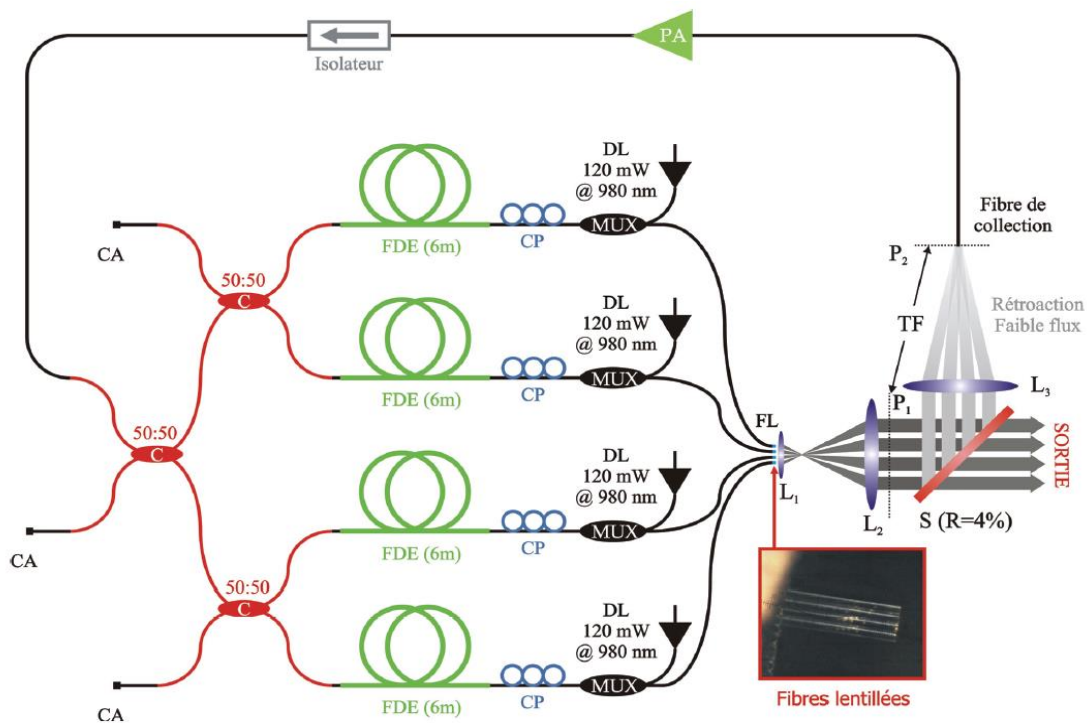 PA
Isolateur
DL
120 mW
@ 980 nm
MUX
FDE (6m)
CP
CA
50:50
C
Fibre de
collection
P2
Rétroaction
Faible flux
TF
DL
120 mW
@ 980 nm
MUX
FDE (6m)
CP
L3
P1
50:50
C
FL
SORTIE
DL
120 mW
@ 980 nm
MUX
FDE (6m)
CP
L1
L2
S (R=4%)
CA
50:50
C
DL
120 mW
@ 980 nm
MUX
FDE (6m)
CP
CA
Fibres lentillées